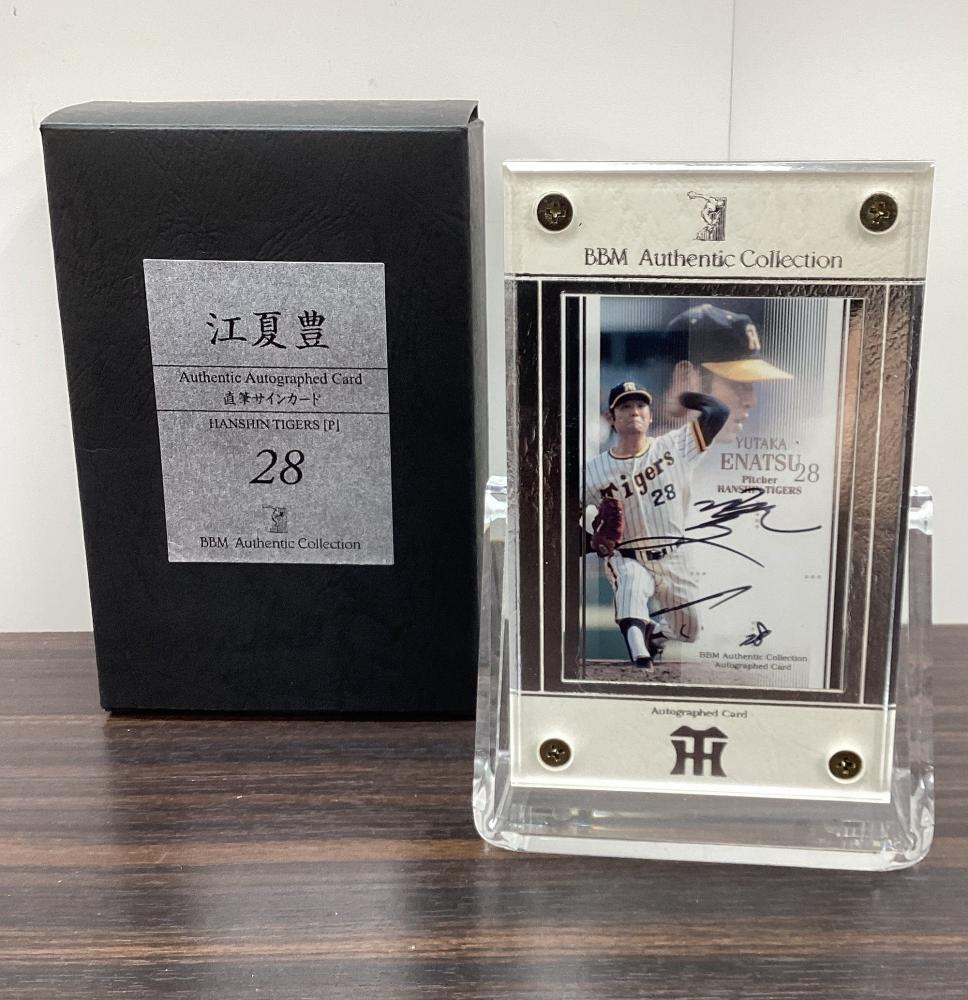 江夏豊
Authentic Autographed Card
直筆サインカード
HANSHIN TIGERS [P]
28
BBM Authentic Collection
BBM Authentic Collection
YUTAKA
ENATSU 28
Pitcher
HANSHIN TIGERS
Tigers
28
28
BBM Authentic Collection
Autographed Card
Autographed Card
HT